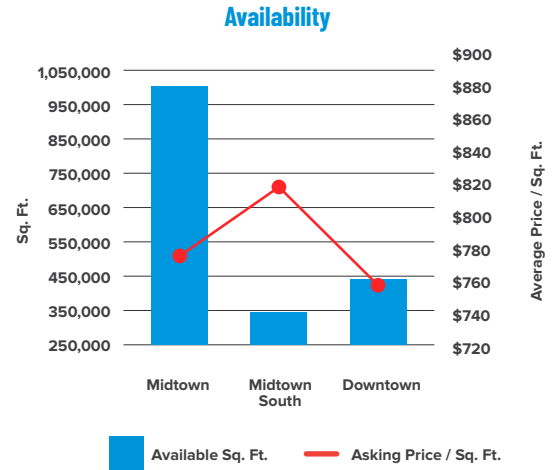 Availability
Sq. Ft.
1,050,000
950,000
850,000
750,000
650,000
550,000
450,000
350,000
250,000
$900
$880
$860
$840
$820
$800
$780
$760
$740
$720
Average Price / Sq. Ft.
Midtown
Midtown
South
Downtown
Available Sq. Ft.
Asking Price / Sq. Ft.